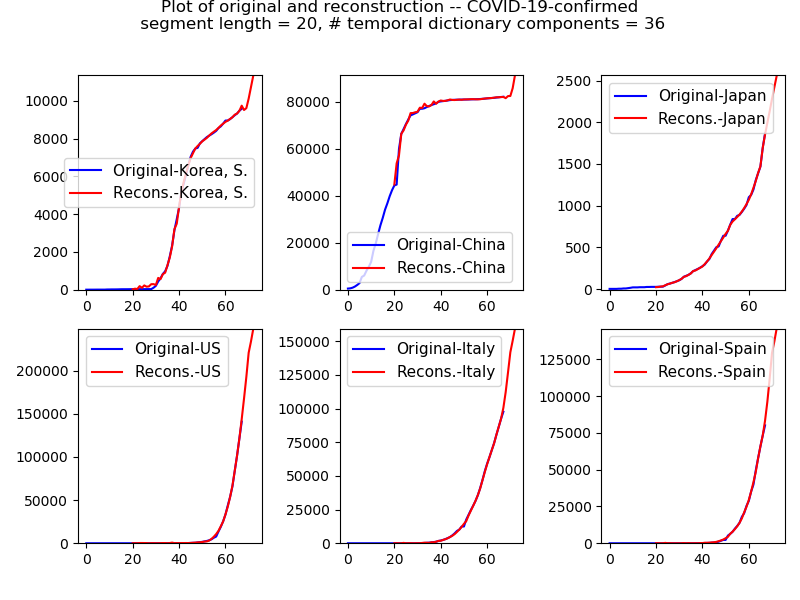 Plot of original and reconstruction -- COVID-19-confirmed
segment length = 20, # temporal dictionary components = 36
10000
8000
6000
4000
2000
0
0 20 40 60
Original-Korea, S.
Recons.-Korea, S.
80000
60000
40000
20000
0
0 20 40 60
Original-China
Recons.-China
2500
2000
1500
1000
500
0
0 20 40 60
Original-Japan
Recons.-Japan
200000
150000
100000
50000
0
0 20 40 60
Original-US
Recons.-US
150000
125000
100000
75000
50000
25000
0
0 20 40 60
Original-Italy
Recons.-Italy
125000
100000
75000
50000
25000
0
0 20 40 60
Original-Spain
Recons.-Spain